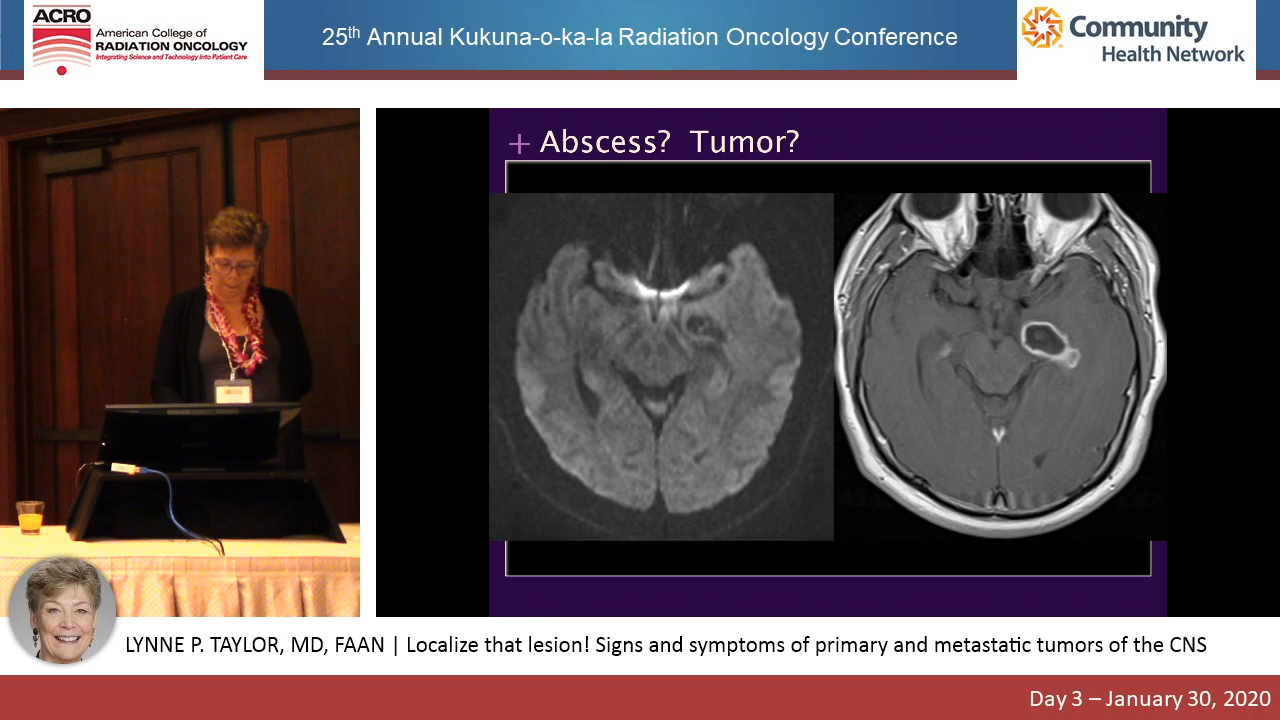 ACRO
American College of
RADIATION ONCOLOGY
Integrating Science and Technology Into Patient Care
25th Annual Kukuna-o-ka-la Radiation Oncology Conference
Community
Health Network
+ Abscess? Tumor?
LYNNE P. TAYLOR, MD, FAAN | Localize that lesion! Signs and symptoms of primary and metastatic tumors of the CNS
Day 3 – January 30, 2020